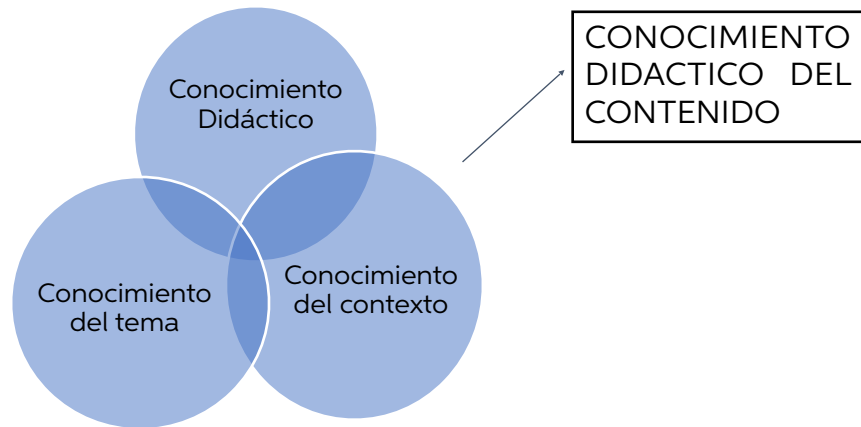 Conocimiento
Didáctico
Conocimiento
del tema
Conocimiento
del contexto
CONOCIMIENTO
DIDACTICO DEL
CONTENIDO